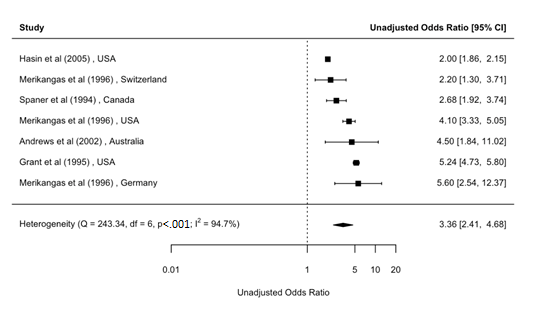 Study Unadjusted Odds Ratio [95% CI]
Hasin et al (2005) , USA 2.00 [1.86, 2.15]
Merikangas et al (1996) , Switzerland 2.20 [1.30, 3.71]
Spaner et al (1994) , Canada 2.68 [1.92, 3.74]
Merikangas et al (1996) , USA 4.10 [3.33, 5.05]
Andrews et al (2002) , Australia 4.50 [1.84, 11.02]
Grant et al (1995) , USA 5.24 [4.73, 5.80]
Merikangas et al (1996) , Germany 5.60 [2.54, 12.37]
Heterogeneity (Q = 243.34, df = 6, p<.001; I² = 94.7%) 3.36 [2.41, 4.68]
0.01 1 5 10 20
Unadjusted Odds Ratio